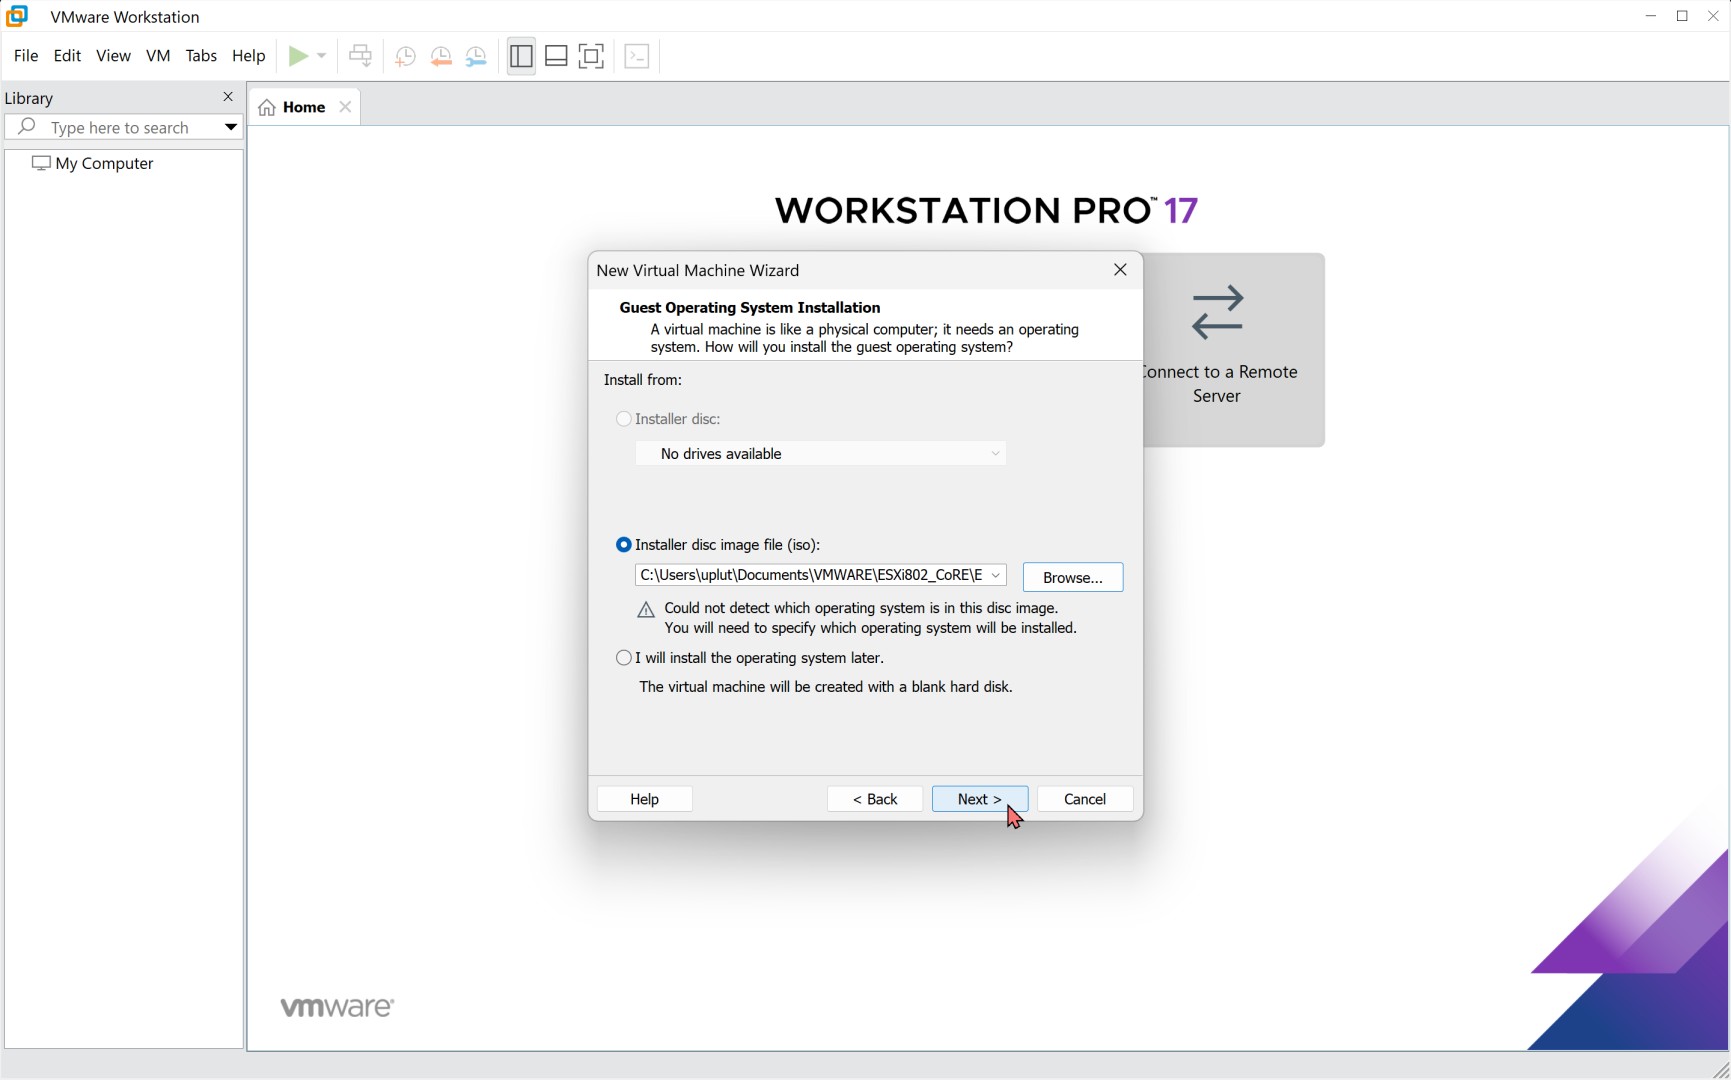 VMware Workstation
File Edit View VM Tabs Help
Library
Home
Type here to search
My Computer
WORKSTATION PRO™ 17
New Virtual Machine Wizard
Guest Operating System Installation
A virtual machine is like a physical computer; it needs an operating
system. How will you install the guest operating system?
Install from:
Installer disc:
No drives available
Installer disc image file (iso):
C:\Users\uplut\Documents\VMWARE\ESXi802_CoRE\E
Browse...
Could not detect which operating system is in this disc image.
You will need to specify which operating system will be installed.
I will install the operating system later.
The virtual machine will be created with a blank hard disk.
Help
< Back
Next >
Cancel
onnect to a Remote
Server
vmware®